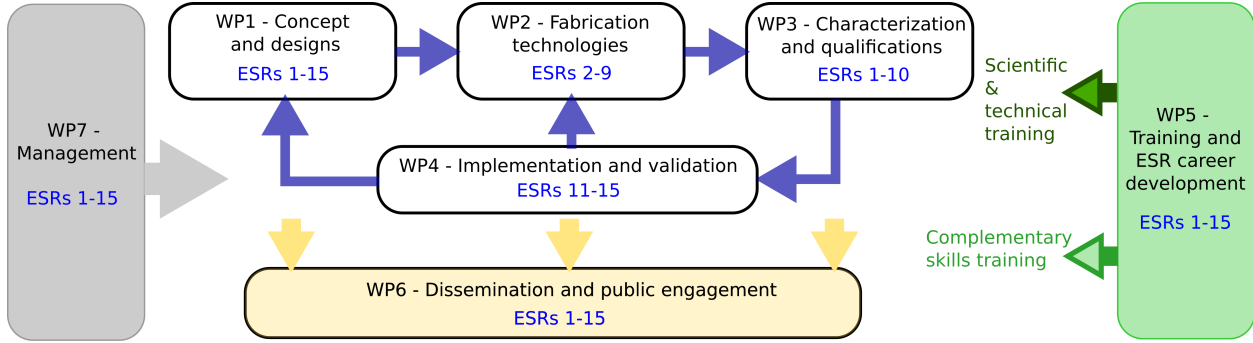 WP7 -
Management
ESRs 1-15
WP1 - Concept
and designs
ESRs 1-15
WP2 - Fabrication
technologies
ESRs 2-9
WP3 - Characterization
and qualifications
ESRs 1-10
WP4 - Implementation and validation
ESRs 11-15
WP6 - Dissemination and public engagement
ESRs 1-15
Scientific
&
technical
training
Complementary
skills training
WP5 -
Training and
ESR career
development
ESRs 1-15